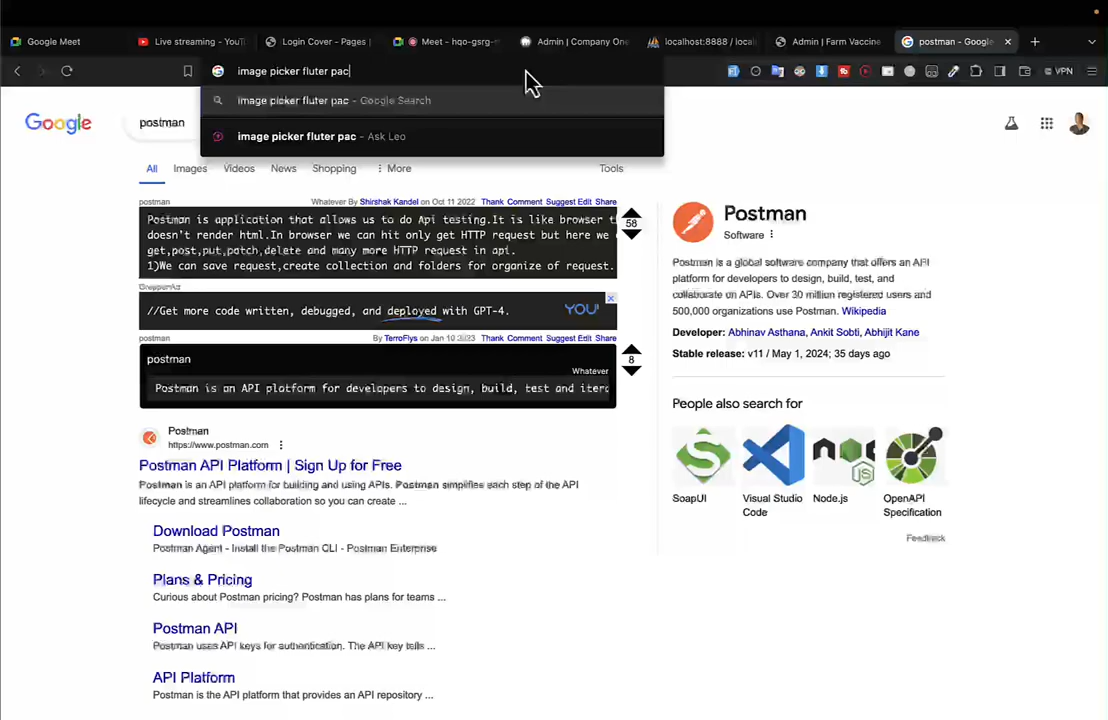 Google Meet
Live streaming - YouT
Login Cover - Pages |
Meet - hqo-gsrg-
Admin | Company One
localhost:8888 / local
Admin | Farm Vaccine
postman - Google
image picker fluter pac
VPN
image picker fluter pac - Google Search
image picker fluter pac - Ask Leo
Google
postman
All
Images
Videos
News
Shopping
More
Tools
postman
Whatever By Shirshak Kandel on Oct 11 2022
Thank Comment Suggest Edit Share
Postman is application that allows us to do Api testing.It is like browser t
doesn't render html.In browser we can hit only get HTTP request but here we
get,post,put,patch,delete and many more HTTP request in api.
1)We can save request,create collection and folders for organize of request.
58
//Get more code written, debugged, and deployed with GPT-4.
YOU!
postman
By TerroFlys on Jan 10 2023
Thank Comment Suggest Edit Share
postman
Whatever
Postman is an API platform for developers to design, build, test and itera
8
Postman
https://www.postman.com
Postman API Platform | Sign Up for Free
Postman is an API platform for building and using APIs. Postman simplifies each step of the API
lifecycle and streamlines collaboration so you can create ...
Download Postman
Postman Agent - Install the Postman CLI - Postman Enterprise
Plans & Pricing
Curious about Postman pricing? Postman has plans for teams ...
Postman API
Postman uses API keys for authentication. The API key tells ...
API Platform
Postman is the API platform that provides an API repository ...
Postman
Software
Postman is a global software company that offers an API
platform for developers to design, build, test, and
collaborate on APIs. Over 30 million registered users and
500,000 organizations use Postman. Wikipedia
Developer: Abhinav Asthana, Ankit Sobti, Abhijit Kane
Stable release: v11 / May 1, 2024; 35 days ago
People also search for
SoapUI
Visual Studio
Code
Node.js
OpenAPI
Specification
Feedback